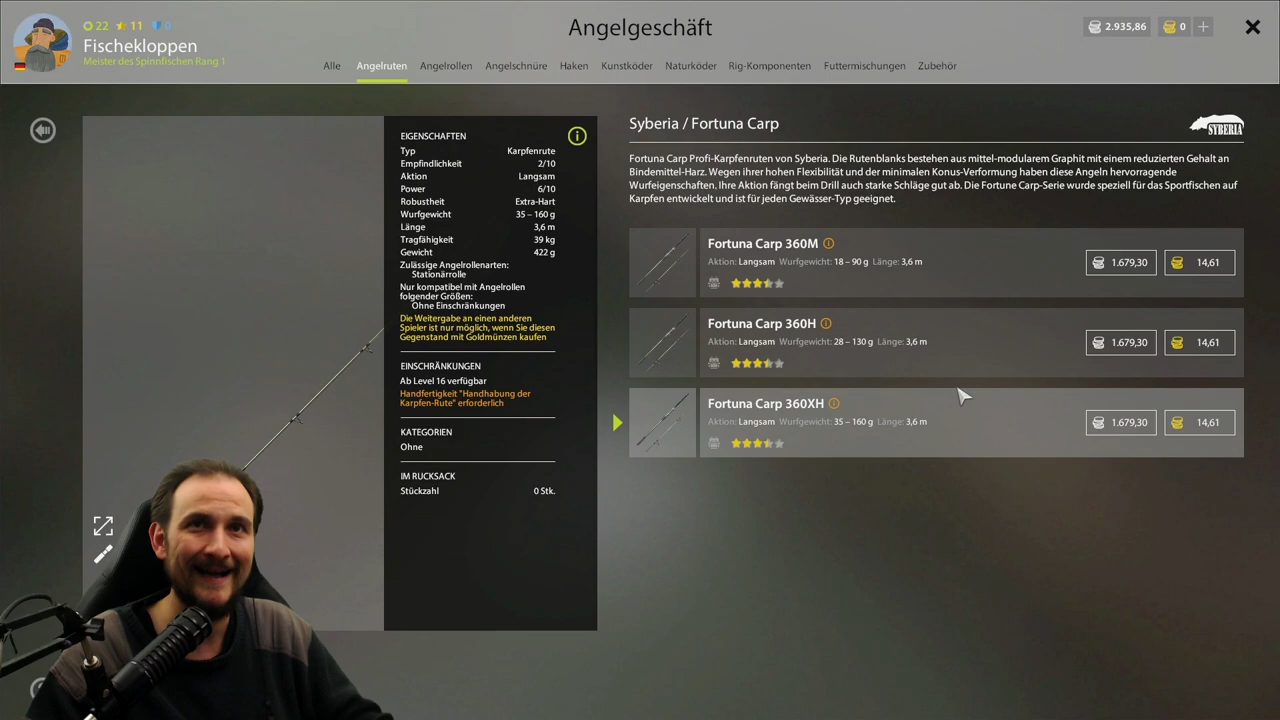 22 11 0
Fischekloppen
Meister des Spinnfischen Rang 1
Angelgeschäft
2.935,86 0
Alle Angelruten Angelrollen Angelschnüre Haken Kunstköder Naturköder Rig-Komponenten Futtermischungen Zubehör
EIGENSCHAFTEN
Typ Karpfenrute
Empfindlichkeit 2/10
Aktion Langsam
Power 6/10
Robustheit Extra-Hart
Wurfgewicht 35 – 160 g
Länge 3,6 m
Tragfähigkeit 39 kg
Gewicht 422 g
Zulässige Angelrollenarten:
Stationärrolle
Nur kompatibel mit Angelrollen
folgender Größen:
Ohne Einschränkungen
Die Weitergabe an einen anderen
Spieler ist nur möglich, wenn Sie diesen
Gegenstand mit Goldmünzen kaufen
EINSCHRÄNKUNGEN
Ab Level 16 verfügbar
Handfertigkeit "Handhabung der
Karpfen-Rute" erforderlich
KATEGORIEN
Ohne
IM RUCKSACK
Stückzahl 0 Stk.
Syberia / Fortuna Carp
SYBERIA
Fortuna Carp Profi-Karpfenruten von Syberia. Die Rutenblanks bestehen aus mittel-modularem Graphit mit einem reduzierten Gehalt an
Bindemittel-Harz. Wegen ihrer hohen Flexibilität und der minimalen Konus-Verformung haben diese Angeln hervorragende
Wurfeigenschaften. Ihre Aktion fängt beim Drill auch starke Schläge gut ab. Die Fortune Carp-Serie wurde speziell für das Sportfischen auf
Karpfen entwickelt und ist für jeden Gewässer-Typ geeignet.
Fortuna Carp 360M
Aktion: Langsam Wurfgewicht: 18 – 90 g Länge: 3,6 m
1.679,30 14,61
Fortuna Carp 360H
Aktion: Langsam Wurfgewicht: 28 – 130 g Länge: 3,6 m
1.679,30 14,61
Fortuna Carp 360XH
Aktion: Langsam Wurfgewicht: 35 – 160 g Länge: 3,6 m
1.679,30 14,61